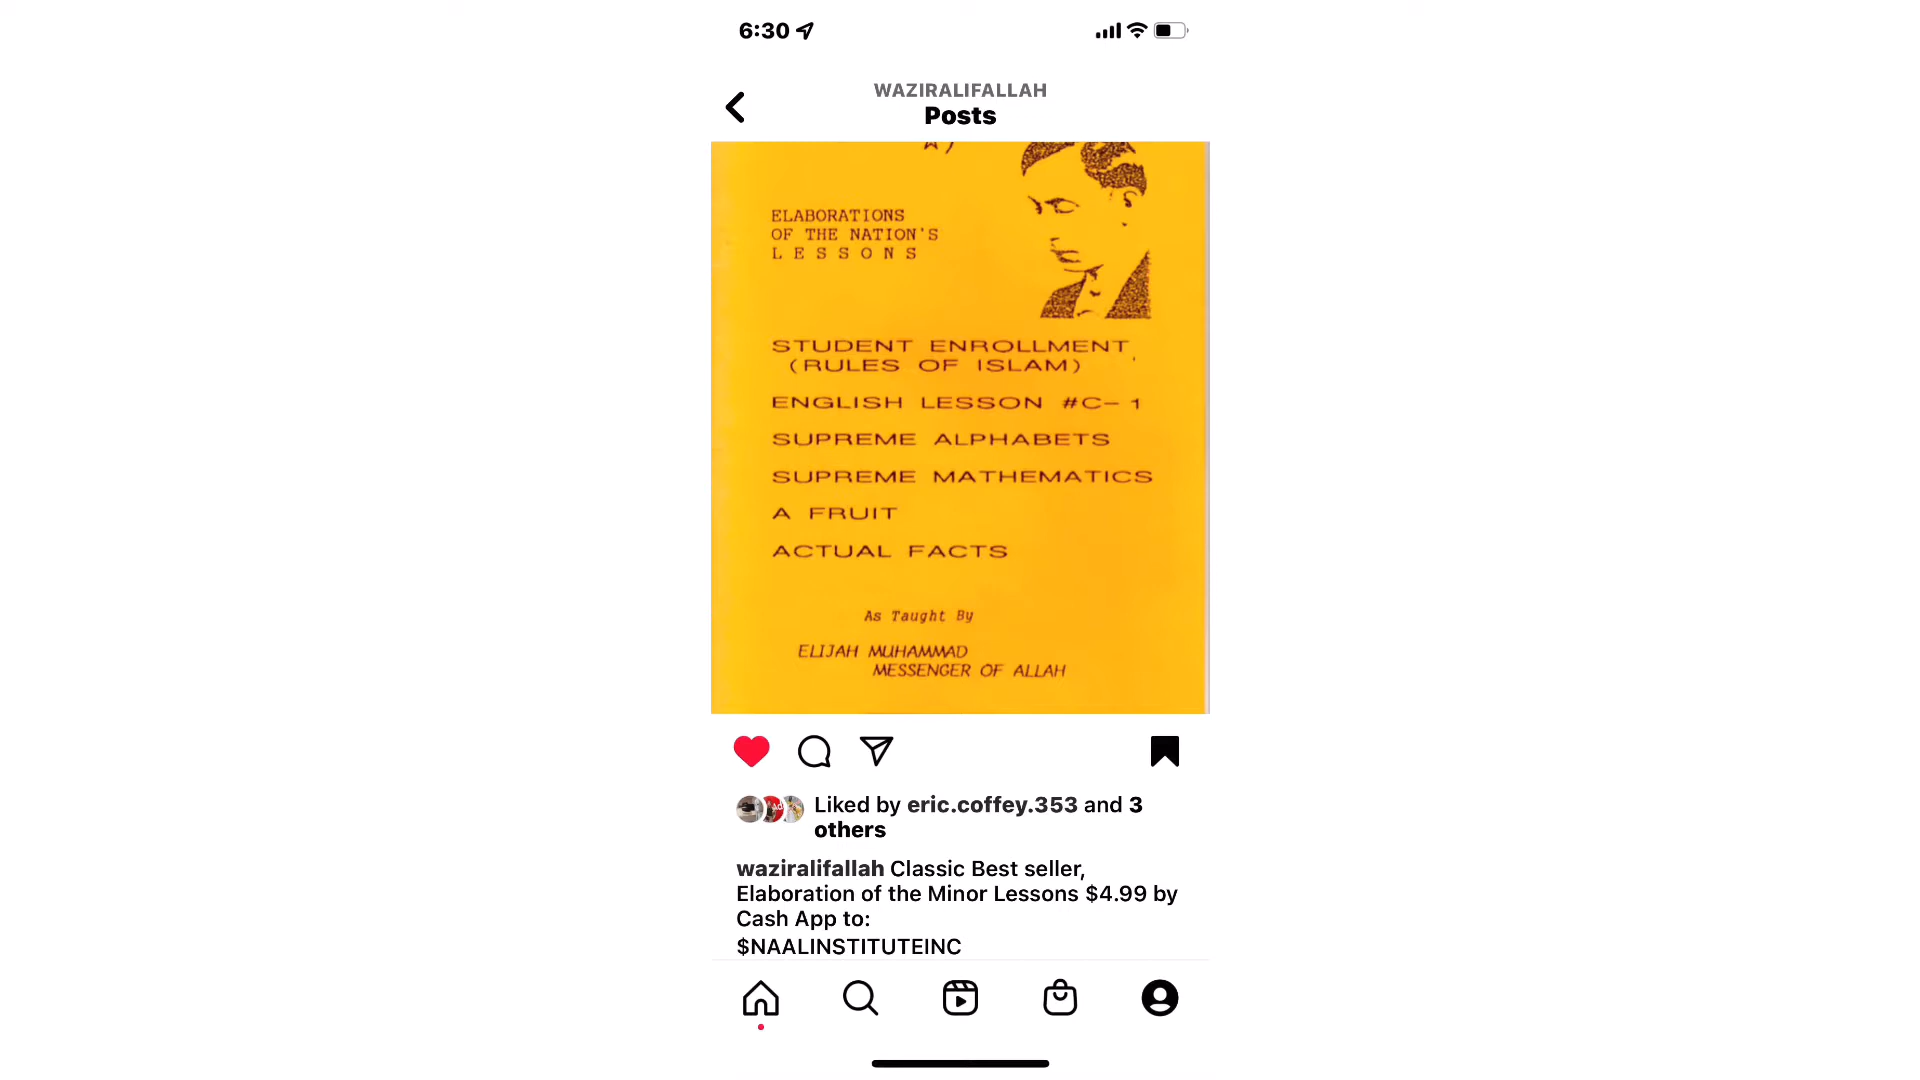 6:30
WAZIRALIFALLAH
Posts
ELABORATIONS
OF THE NATION'S
L E S S O N S
STUDENT ENROLLMENT
(RULES OF ISLAM)
ENGLISH LESSON #C-1
SUPREME ALPHABETS
SUPREME MATHEMATICS
A FRUIT
ACTUAL FACTS
As Taught By
ELIJAH MUHAMMAD
MESSENGER OF ALLAH
Liked by eric.coffey.353 and 3
others
waziralifallah Classic Best seller,
Elaboration of the Minor Lessons $4.99 by
Cash App to:
$NAALINSTITUTEINC